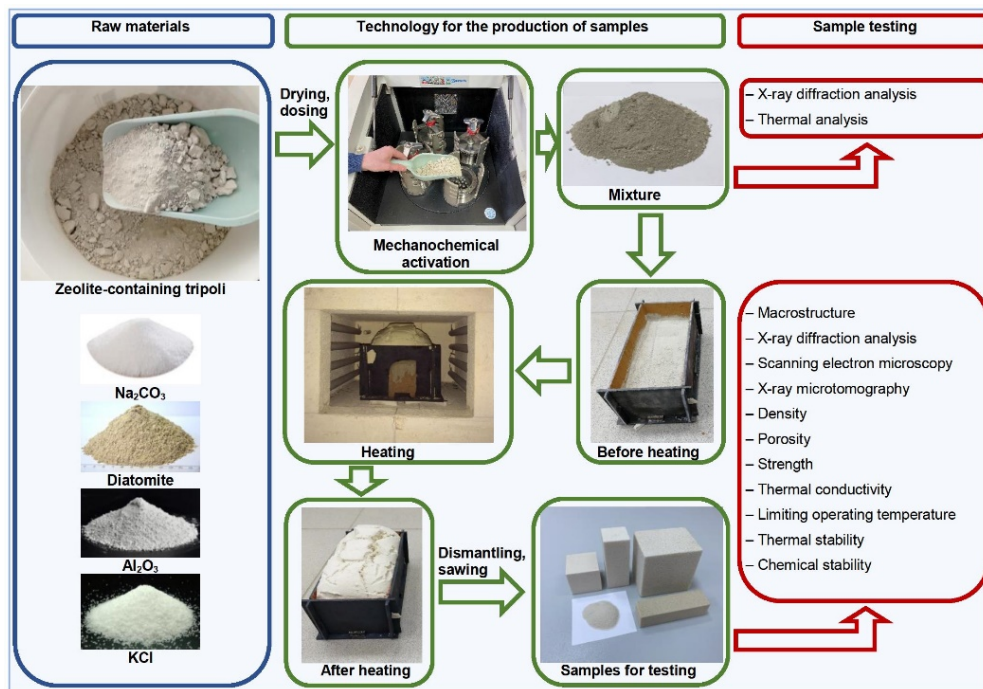 Raw materials
Technology for the production of samples
Sample testing
Zeolite-containing tripoli
Na₂CO₃
Diatomite
Al₂O₃
KCl
Drying,
dosing
Mechanochemical
activation
Mixture
Before heating
Heating
After heating
Dismantling,
sawing
Samples for testing
– X-ray diffraction analysis
– Thermal analysis
– Macrostructure
– X-ray diffraction analysis
– Scanning electron microscopy
– X-ray microtomography
– Density
– Porosity
– Strength
– Thermal conductivity
– Limiting operating temperature
– Thermal stability
– Chemical stability